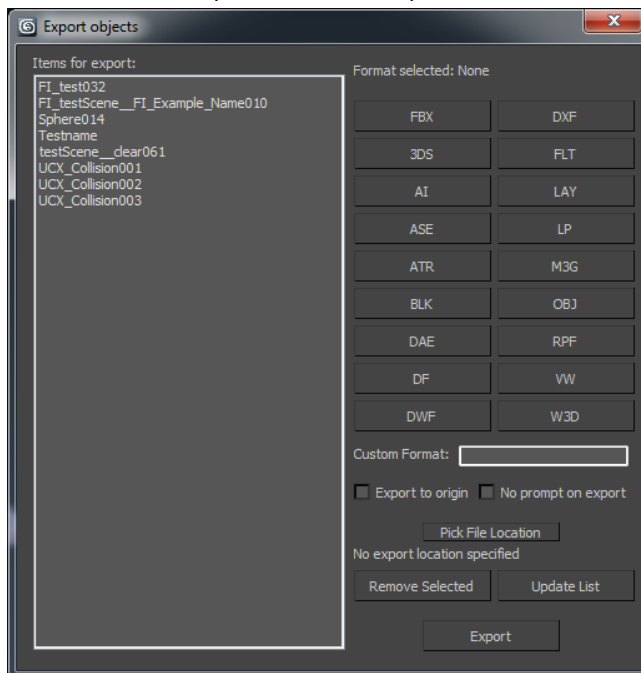 Export objects
Items for export:
FI_test032
FI_testScene__FI_Example_Name010
Sphere014
Testname
testScene__clear061
UCX_Collision001
UCX_Collision002
UCX_Collision003
Format selected: None
FBX
DXF
3DS
FLT
AI
LAY
ASE
LP
ATR
M3G
BLK
OBJ
DAE
RPF
DF
VW
DWF
W3D
Custom Format:
Export to origin
No prompt on export
Pick File Location
No export location specified
Remove Selected
Update List
Export